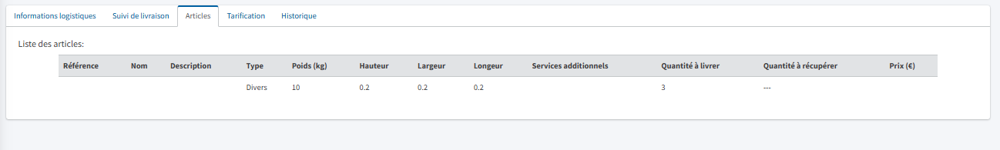 Informations logistiques Suivi de livraison Articles Tarification Historique
Liste des articles:
Référence Nom Description Type Poids (kg) Hauteur Largeur Longeur Services additionnels Quantité à livrer Quantité à récupérer Prix (€)
Divers 10 0.2 0.2 0.2 3 ---